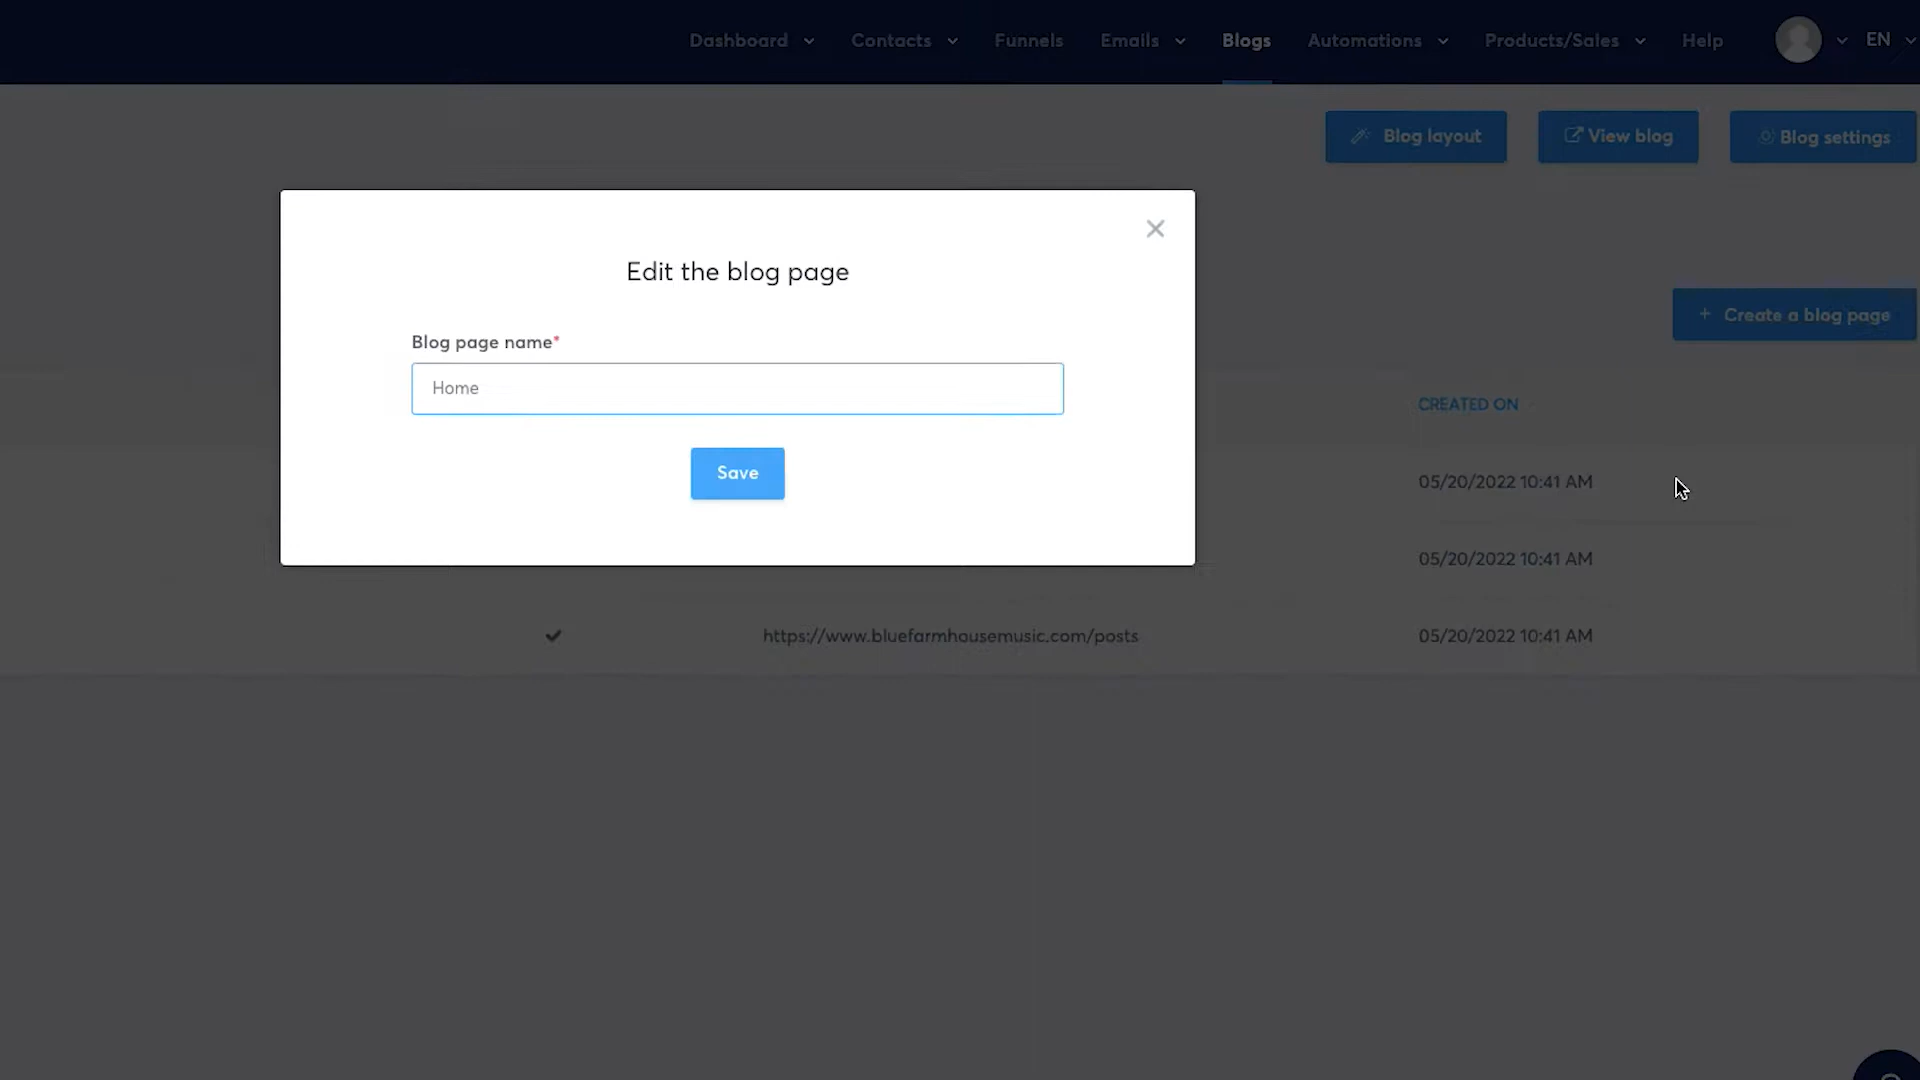 Dashboard Contacts Funnels Emails Blogs Automations Products/Sales Help EN
Blog layout View blog Blog settings
Edit the blog page
+ Create a blog page
Blog page name*
Home
CREATED ON
Save
05/20/2022 10:41 AM
05/20/2022 10:41 AM
https://www.bluefarmhousemusic.com/posts 05/20/2022 10:41 AM